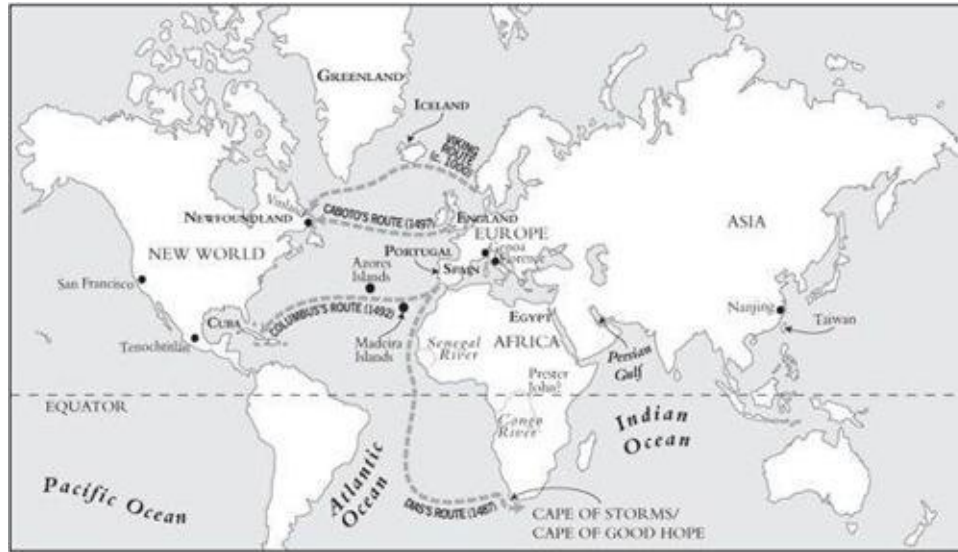 GREENLAND
ICELAND
VIKING
ROUTE
(c. 1000)
Vinland
NEWFOUNDLAND
CABOTO'S ROUTE (1497)
ENGLAND
EUROPE
ASIA
NEW WORLD
PORTUGAL
Genoa
Florence
SPAIN
Azores
Islands
San Francisco
COLUMBUS'S ROUTE (1492)
CUBA
EGYPT
Nanjing
Taiwan
Tenochtitlán
Madeira
Islands
Senegal
River
AFRICA
Persian
Gulf
Prester
John?
EQUATOR
Congo
River
Indian
Ocean
Pacific Ocean
Atlantic
Ocean
DIAS'S ROUTE (1487)
CAPE OF STORMS/
CAPE OF GOOD HOPE